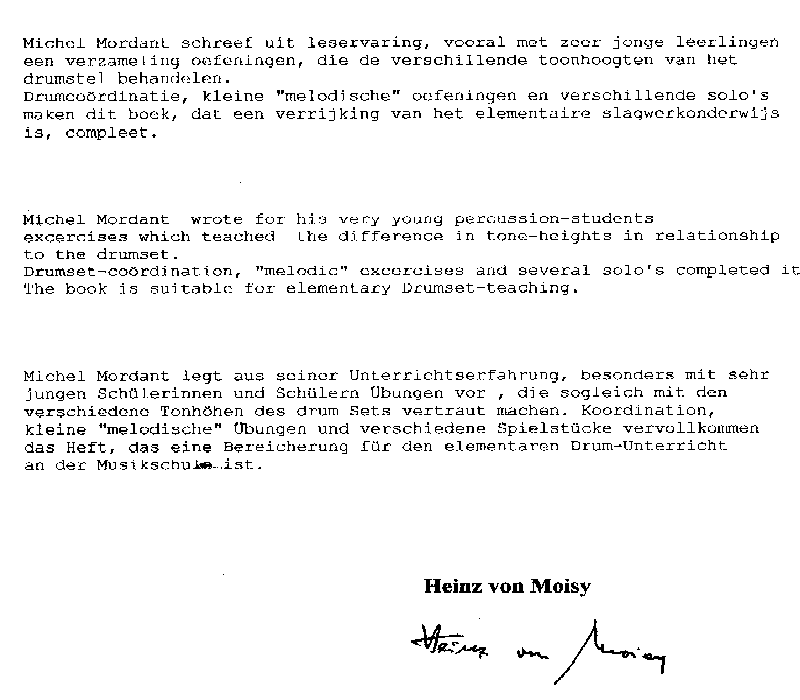 Michel Mordant schreef uit leservaring, vooral met zeer jonge leerlingen
een verzameling oefeningen, die de verschillende toonhoogten van het
drumstel behandelen.
Drumcoördinatie, kleine "melodische" oefeningen en verschillende solo's
maken dit boek, dat een verrijking van het elementaire slagwerkonderwijs
is, compleet.
Michel Mordant wrote for his very young percussion-students
excercises which teached the difference in tone-heights in relationship
to the drumset.
Drumset-coördination, "melodic" excercises and several solo's completed it
The book is suitable for elementary Drumset-teaching.
Michel Mordant legt aus seiner Unterrichtserfahrung, besonders mit sehr
jungen Schülerinnen und Schülern Übungen vor , die sogleich mit den
verschiedene Tonhöhen des drum Sets vertraut machen. Koordination,
kleine "melodische" Übungen und verschiedene Spielstücke vervollkommen
das Heft, das eine Bereicherung für den elementaren Drum-Unterricht
an der Musikschule ist.
Heinz von Moisy
Heinz von Moisy